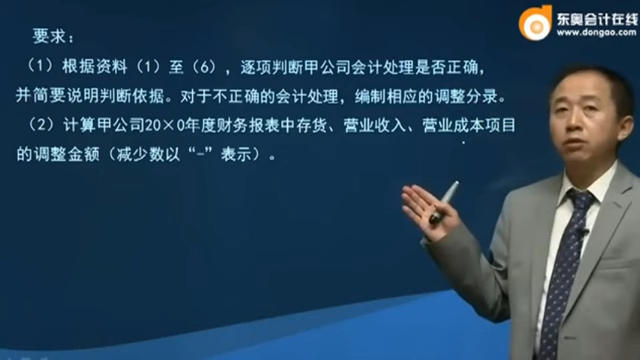 东奥会计在线
www.dongao.com
要求：
（1）根据资料（1）至（6），逐项判断甲公司会计处理是否正确，
并简要说明判断依据。对于不正确的会计处理，编制相应的调整分录。
（2）计算甲公司20×0年度财务报表中存货、营业收入、营业成本项目
的调整金额（减少数以“-”表示）。